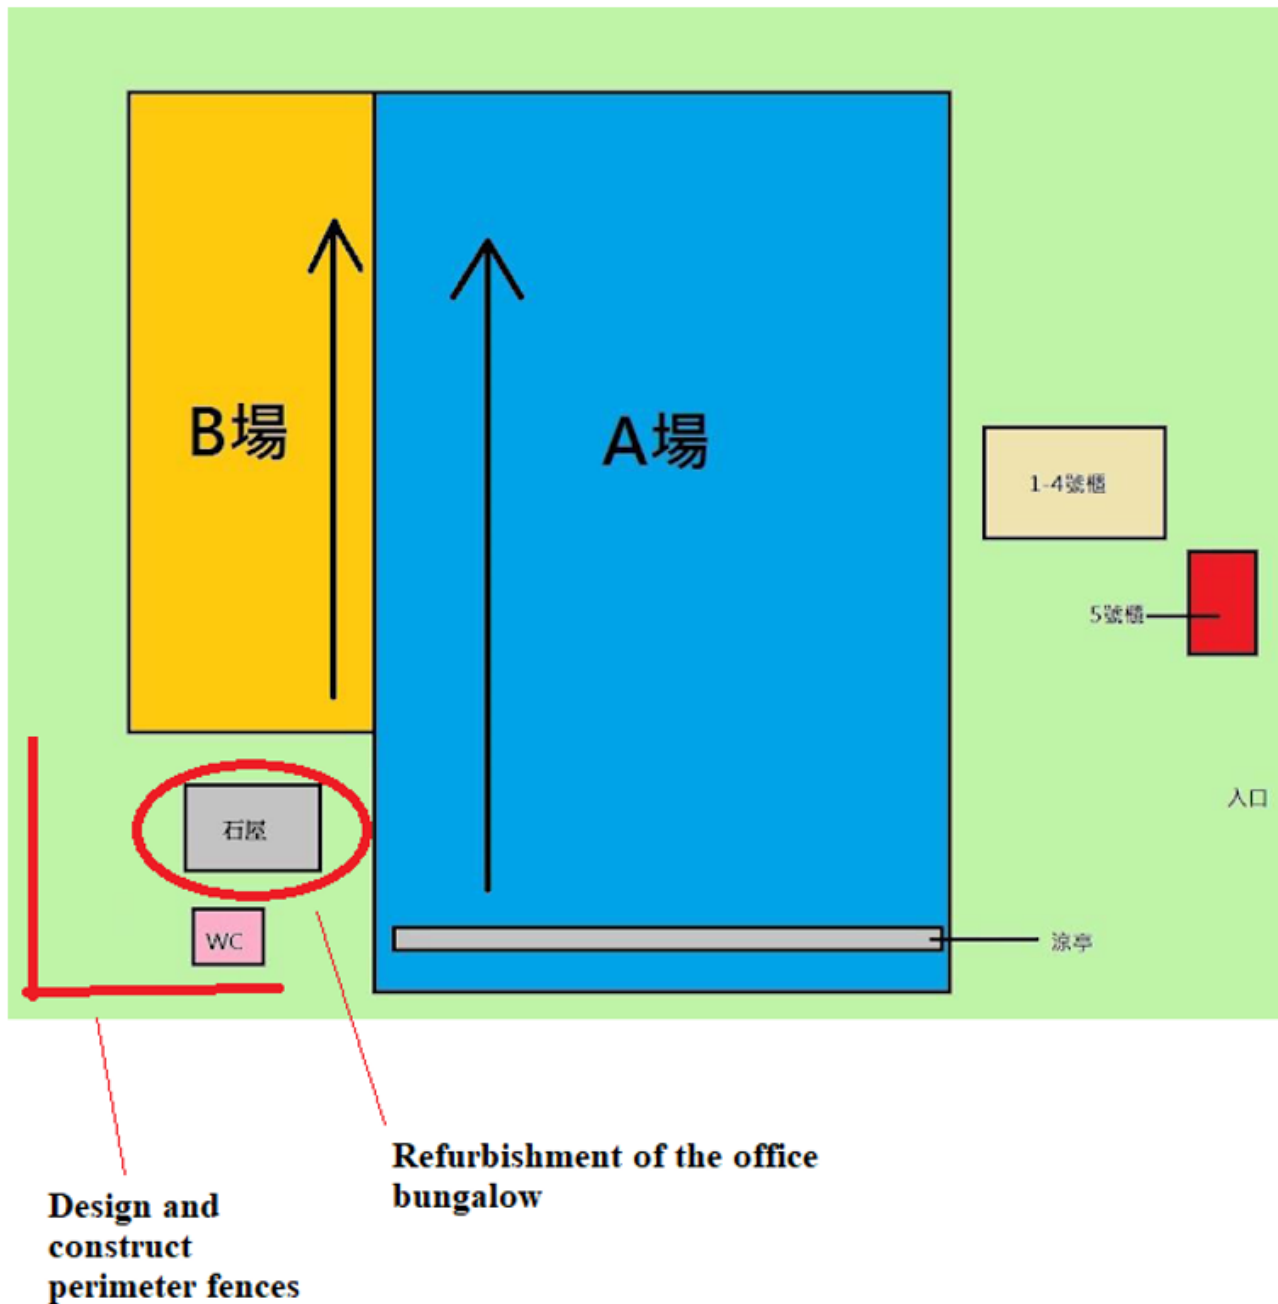 B場
A場
1-4號櫃
5號櫃
入口
石屋
WC
涼亭
Refurbishment of the office
bungalow
Design and
construct
perimeter fences